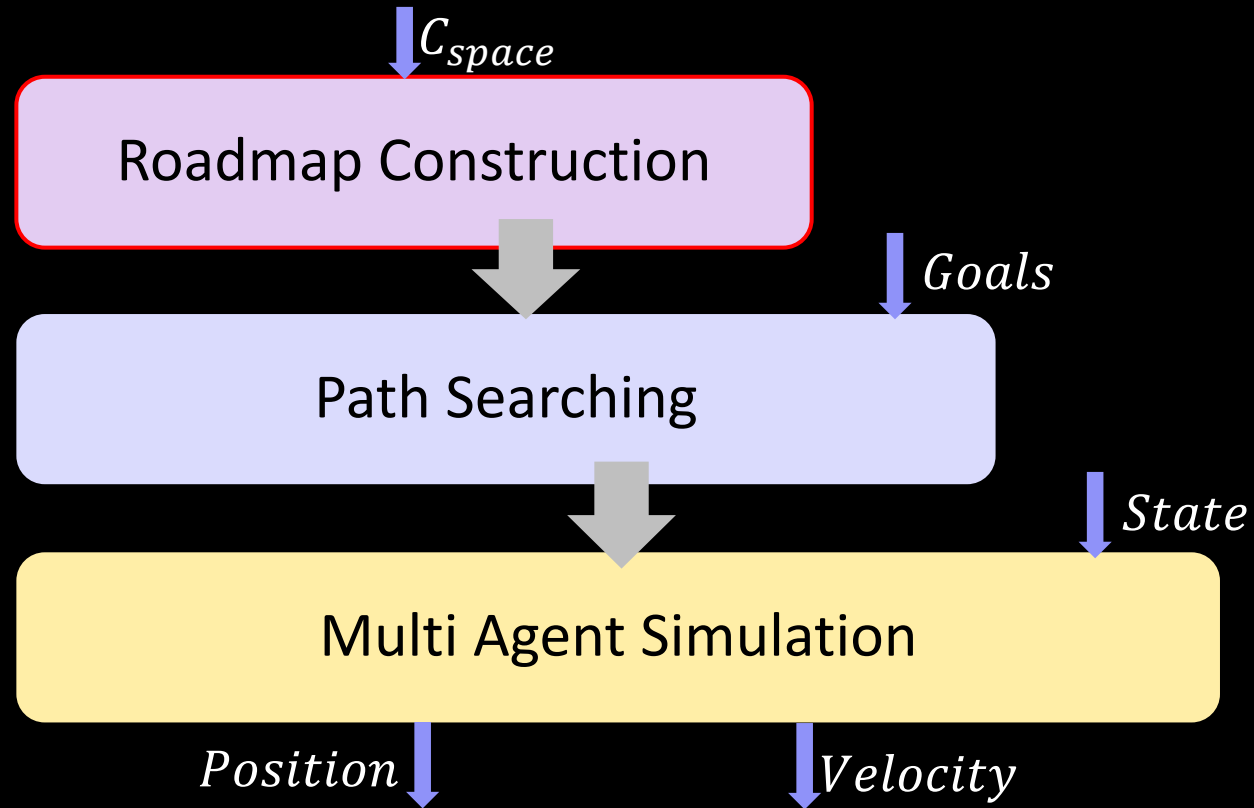 C_space
Roadmap Construction
Goals
Path Searching
State
Multi Agent Simulation
Position
Velocity